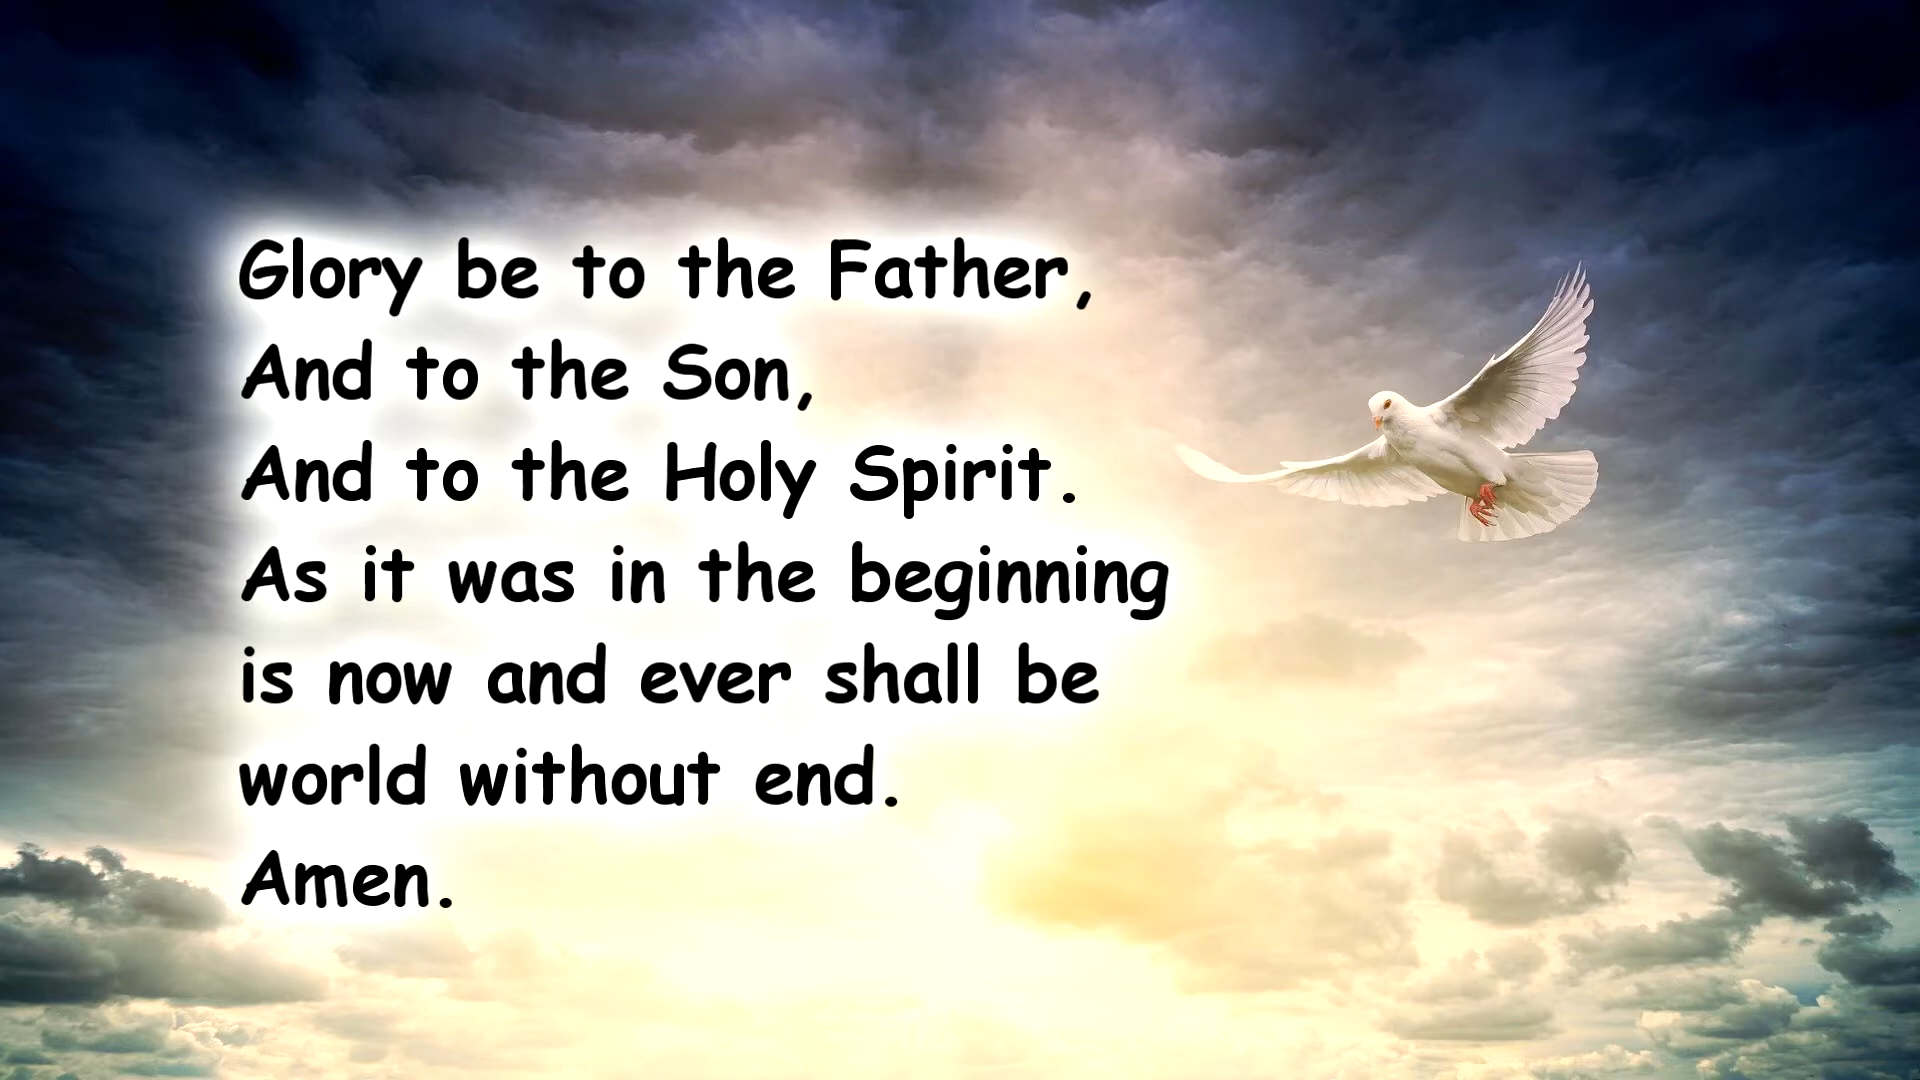 Glory be to the Father,
And to the Son,
And to the Holy Spirit.
As it was in the beginning
is now and ever shall be
world without end.
Amen.